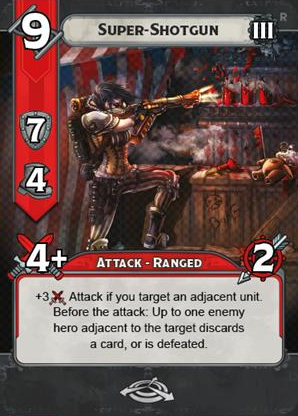 9
SUPER-SHOTGUN
III
R
7
4
4+
ATTACK - RANGED
2
+3 Attack if you target an adjacent unit.
Before the attack: Up to one enemy
hero adjacent to the target discards
a card, or is defeated.